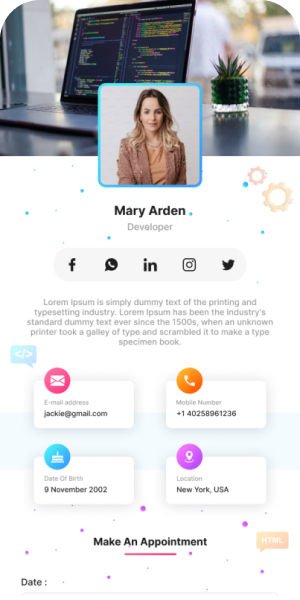 Mary Arden
Developer
Lorem Ipsum is simply dummy text of the printing and
typesetting industry. Lorem Ipsum has been the industry's
standard dummy text ever since the 1500s, when an unknown
printer took a galley of type and scrambled it to make a type
specimen book.
</>
E-mail address
jackie@gmail.com
Mobile Number
+1 40258961236
Date Of Birth
9 November 2002
Location
New York, USA
Make An Appointment
HTML
Date :